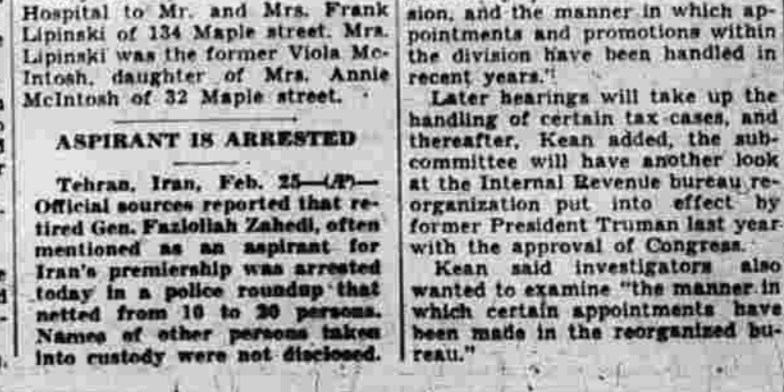 Hospital to Mr. and Mrs. Frank
Lipinski of 134 Maple street. Mrs.
Lipinski was the former Viola Mc-
Intosh, daughter of Mrs. Annie
McIntosh of 32 Maple street.
ASPIRANT IS ARRESTED
Tehran, Iran, Feb. 25—(AP)—
Official sources reported that re-
tired Gen. Fazlollah Zahedi, often
mentioned as an aspirant for
Iran's premiership was arrested
today in a police roundup that
netted from 10 to 20 persons.
Names of other persons taken
into custody were not disclosed.
sion, and the manner in which ap-
pointments and promotions within
the division have been handled in
recent years."
Later hearings will take up the
handling of certain tax cases, and
thereafter, Kean added, the sub-
committee will have another look
at the Internal Revenue bureau re-
organization put into effect by
former President Truman last year
with the approval of Congress.
Kean said investigators also
wanted to examine "the manner in
which certain appointments have
been made in the reorganized bu-
reau."